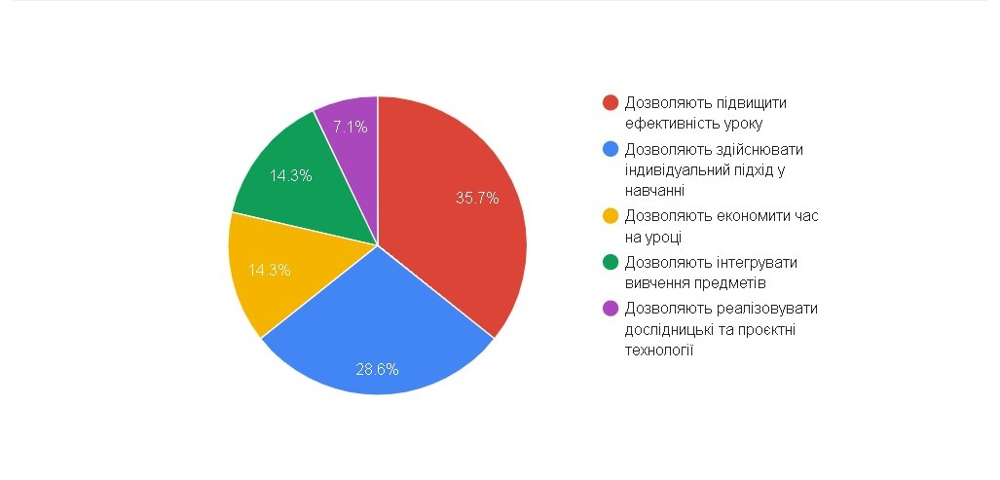 7.1%
14.3%
35.7%
14.3%
28.6%
Дозволяють підвищити
ефективність уроку
Дозволяють здійснювати
індивідуальний підхід у
навчанні
Дозволяють економити час
на уроці
Дозволяють інтегрувати
вивчення предметів
Дозволяють реалізовувати
дослідницькі та проєктні
технології